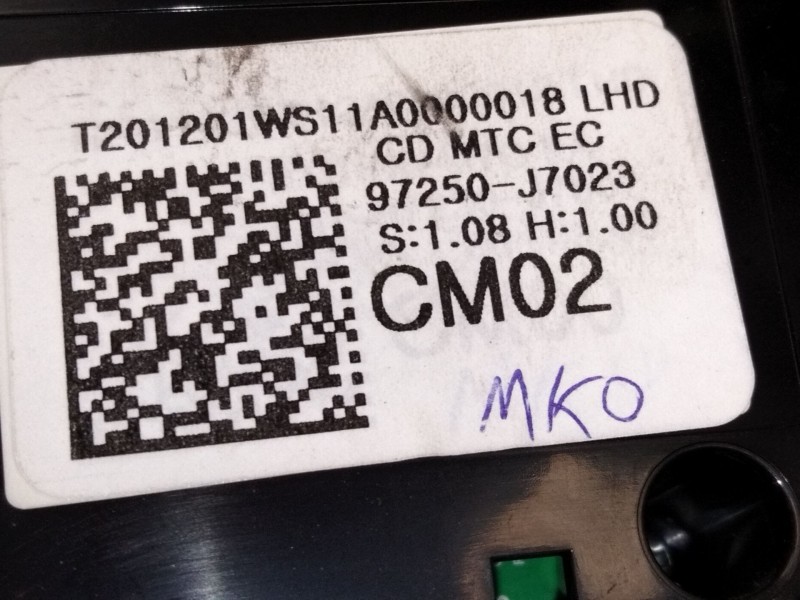 T201201WS11A0000018 LHD
CD MTC EC
97250-J7023
S:1.08 H:1.00
CM02
MKO